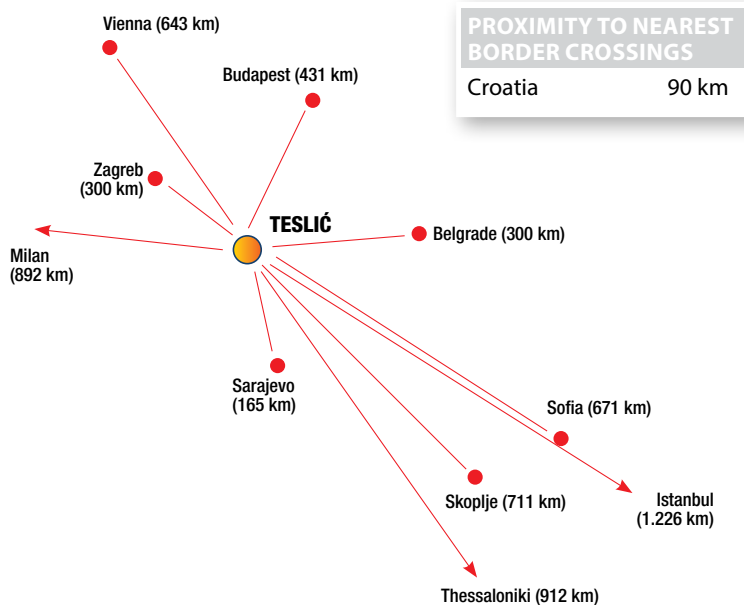 Vienna (643 km)
PROXIMITY TO NEAREST
BORDER CROSSINGS
Croatia 90 km
Budapest (431 km)
Zagreb
(300 km)
TESLIĆ
Belgrade (300 km)
Milan
(892 km)
Sarajevo
(165 km)
Sofia (671 km)
Skoplje (711 km)
Istanbul
(1.226 km)
Thessaloniki (912 km)